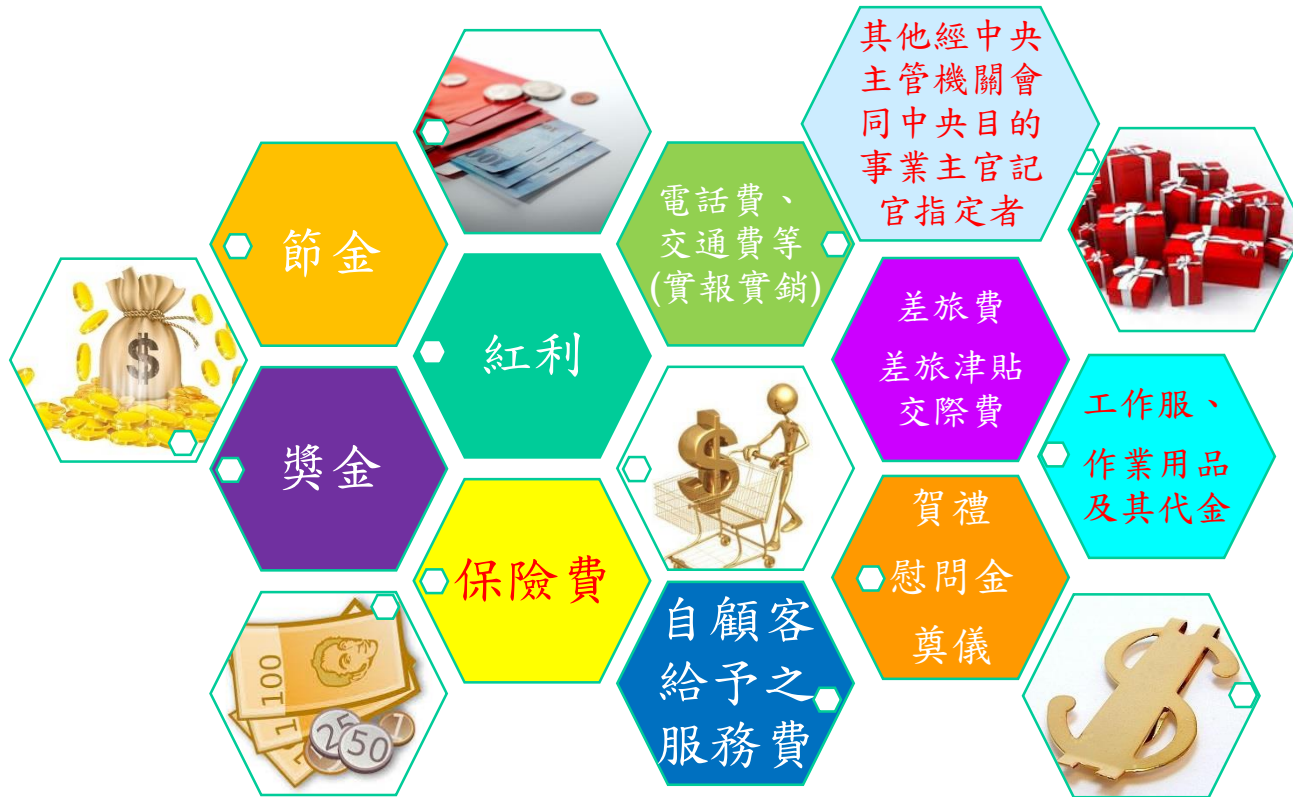 其他經中央
主管機關會
同中央目的
事業主官記
官指定者
節金
電話費、
交通費等
(實報實銷)
紅利
差旅費
差旅津貼
交際費
工作服、
作業用品
及其代金
獎金
保險費
賀禮
慰問金
奠儀
自顧客
給予之
服務費
$
100
25
50
1